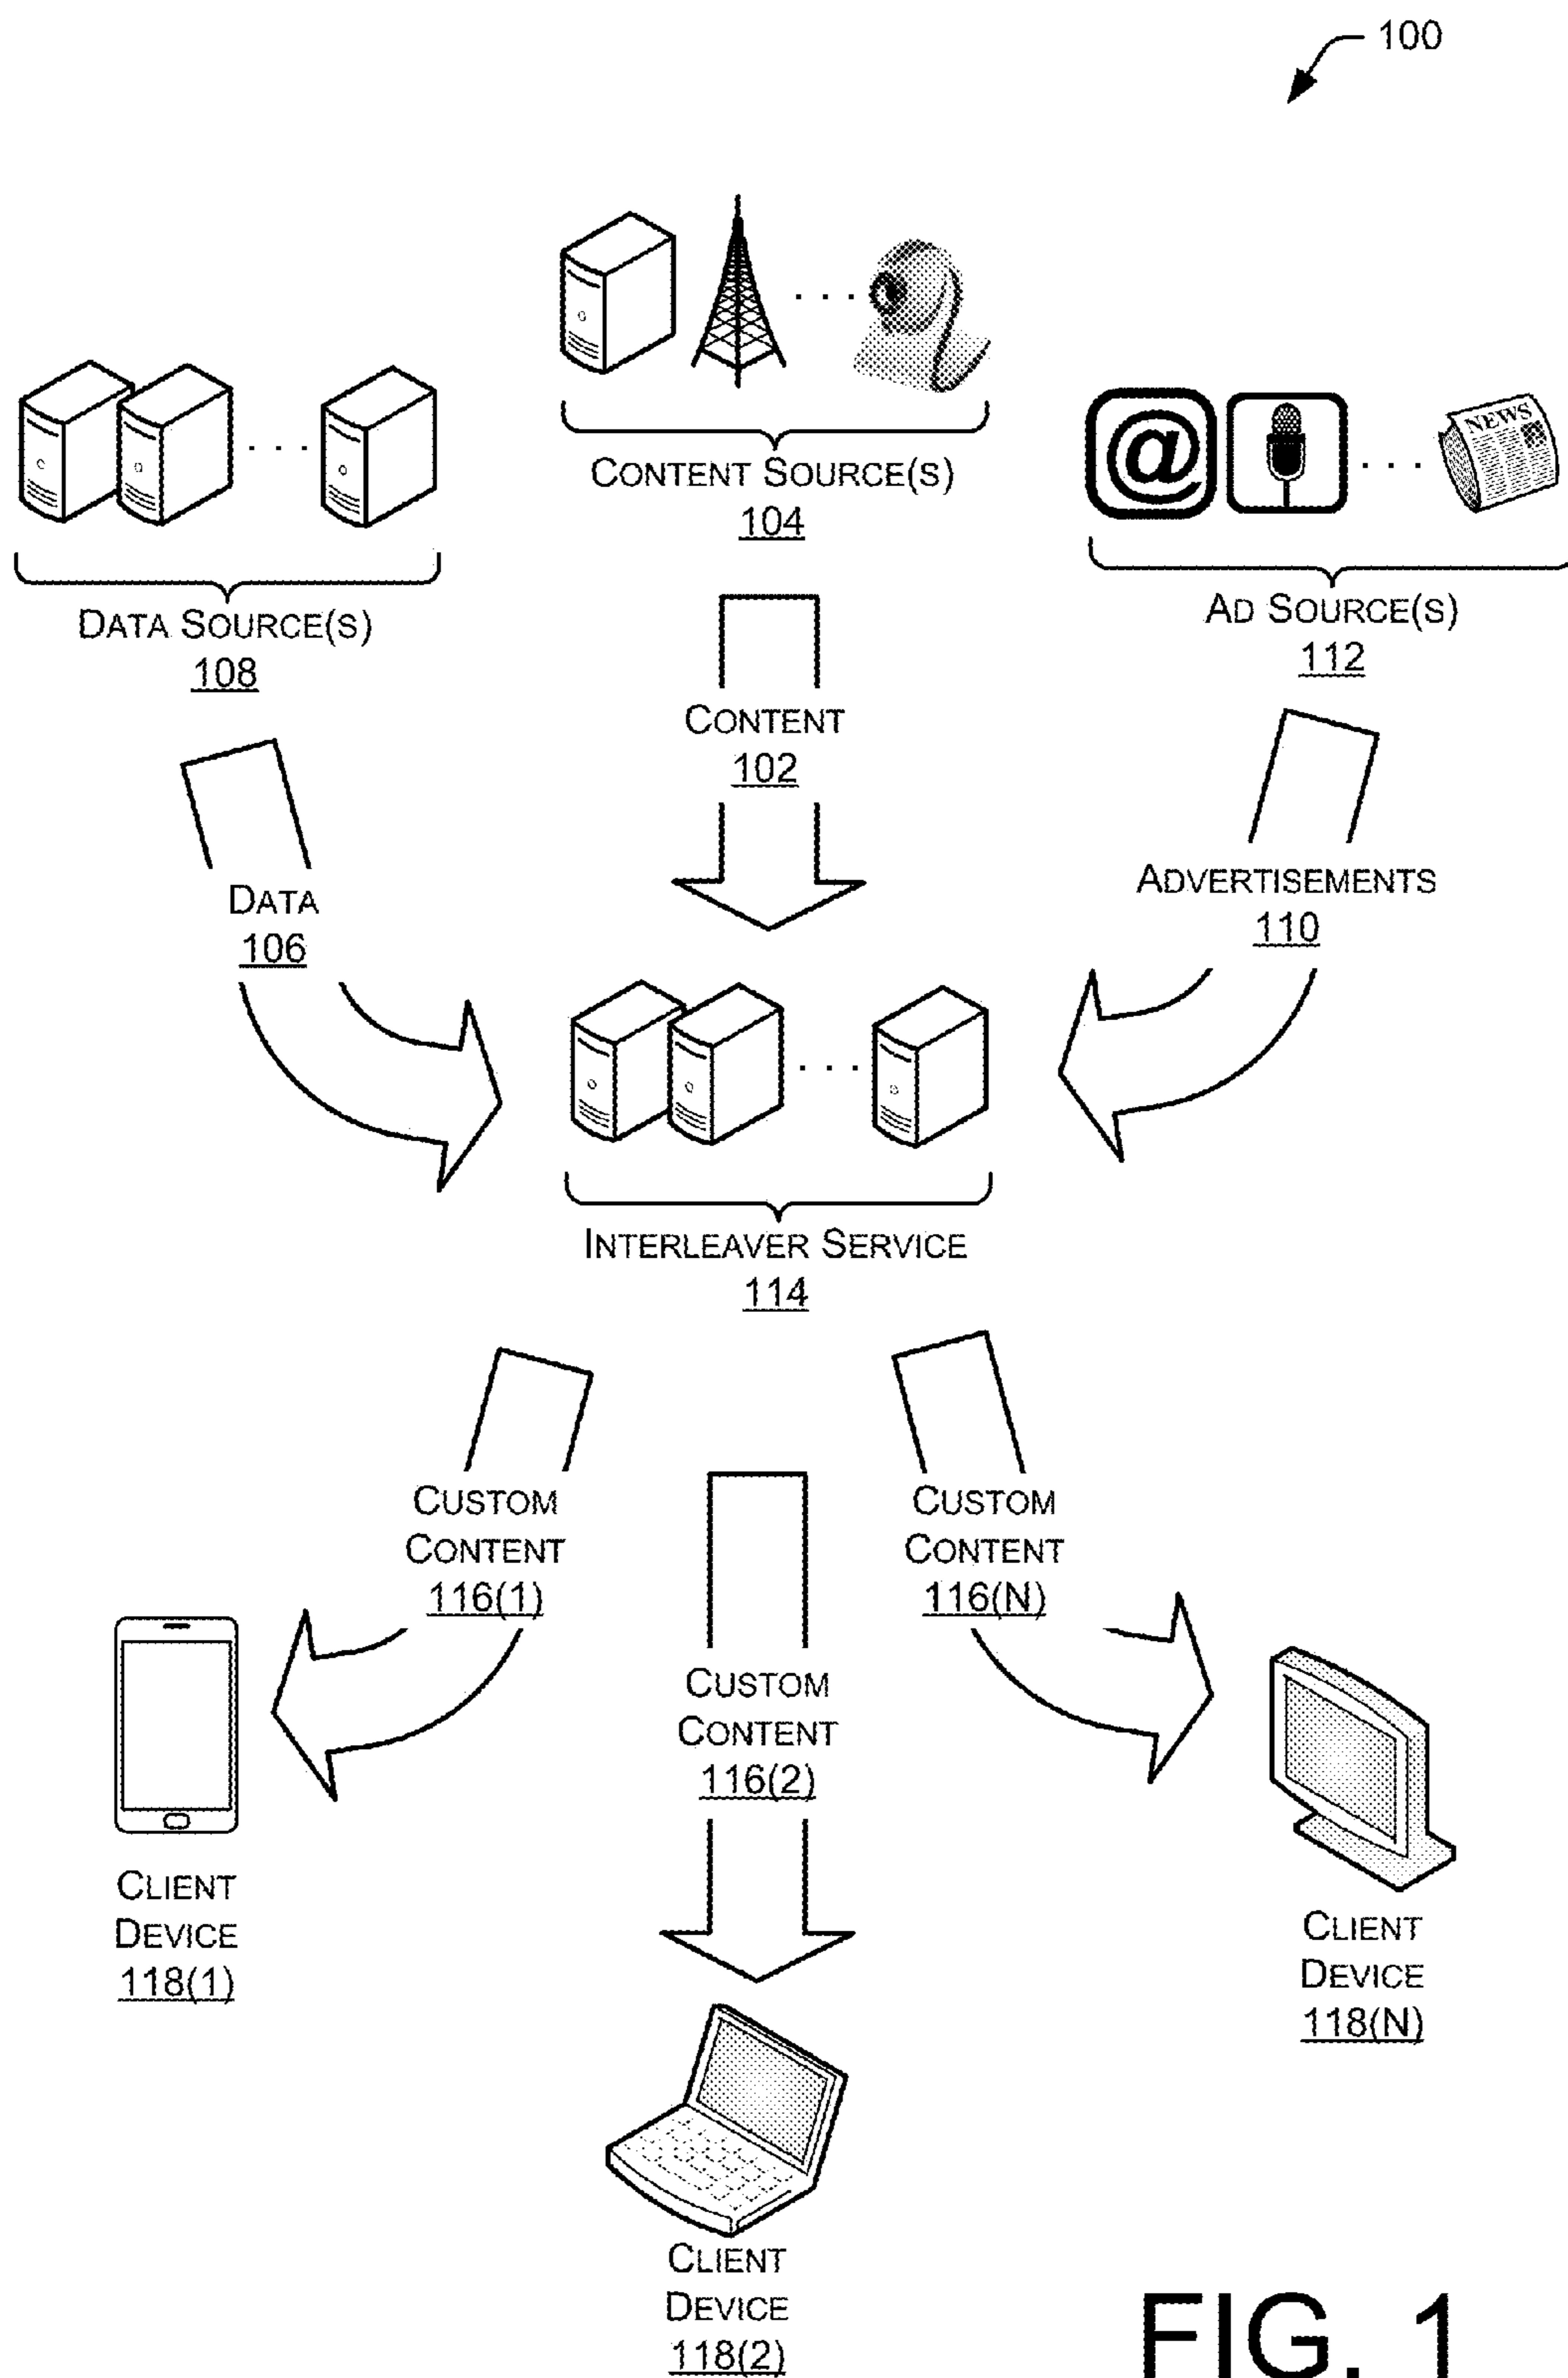 100
CONTENT SOURCE(S)
104
DATA SOURCE(S)
108
@
NEWS
AD SOURCE(S)
112
CONTENT
102
DATA
106
ADVERTISEMENTS
110
INTERLEAVER SERVICE
114
CUSTOM
CONTENT
116(1)
CUSTOM
CONTENT
116(2)
CUSTOM
CONTENT
116(N)
CLIENT
DEVICE
118(1)
CLIENT
DEVICE
118(2)
CLIENT
DEVICE
118(N)
FIG. 1